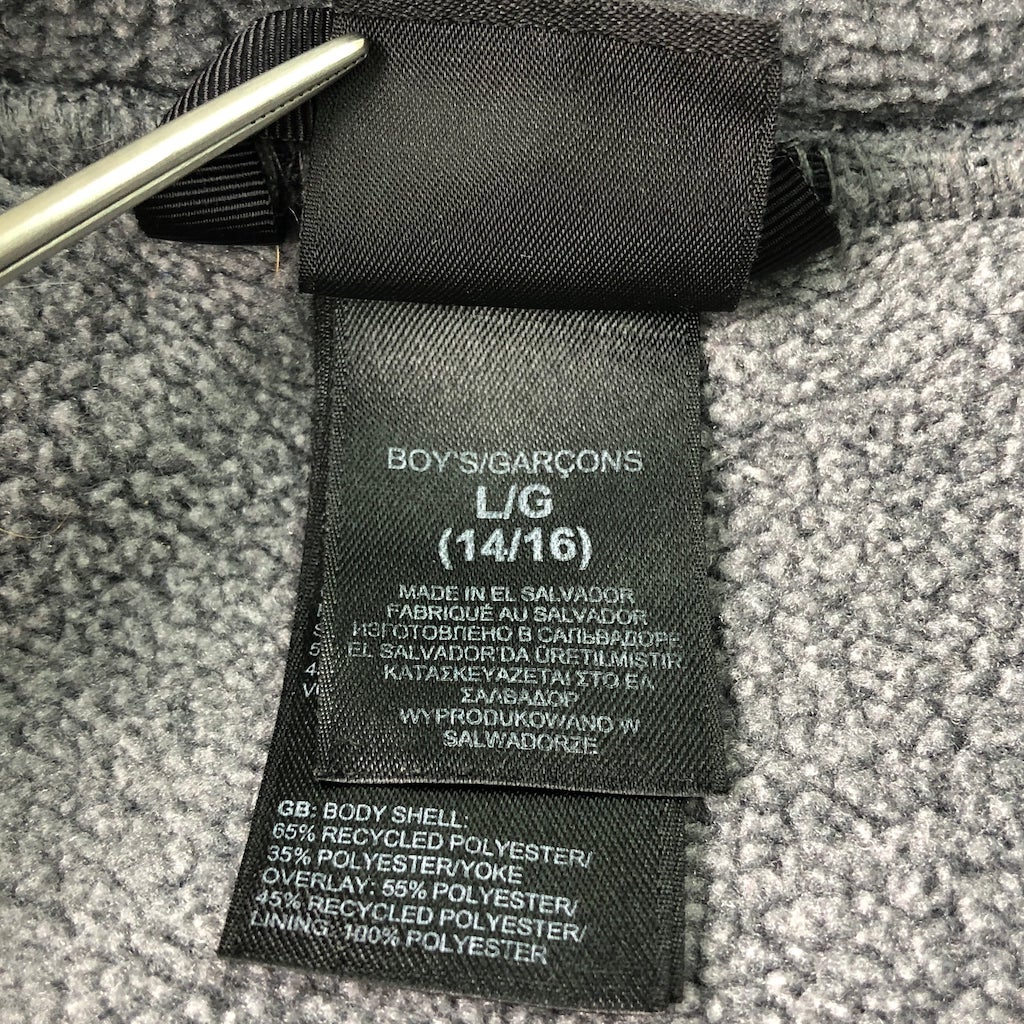 BOY'S/GARÇONS
L/G
(14/16)
MADE IN EL SALVADOR
FABRIQUÉ AU SALVADOR
ИЗГОТОВЛЕНО В САЛЬВАДОРЕ
EL SALVADOR'DA ÜRETILMISTIR
ΚΑΤΑΣΚΕΥΑΖΕΤΑΙ ΣΤΟ ΕΛ
ΣΑΛΒΑΔΟΡ
WYPRODUKOWANO W
SALWADORZE
GB: BODY SHELL:
65% RECYCLED POLYESTER/
35% POLYESTER/YOKE
OVERLAY: 55% POLYESTER/
45% RECYCLED POLYESTER/
LINING: 100% POLYESTER